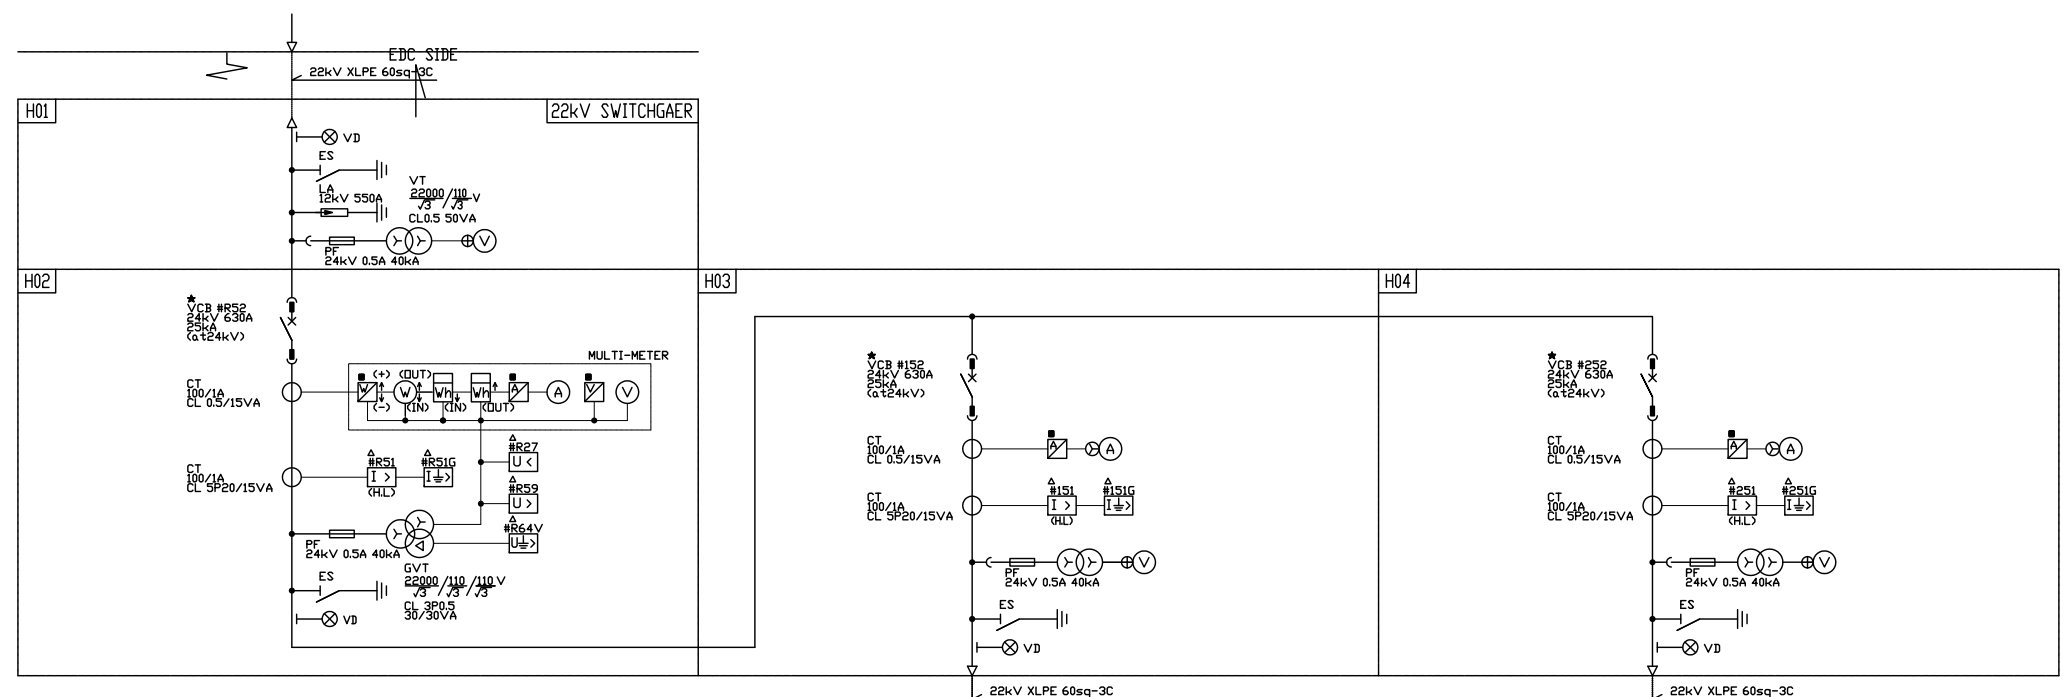 EDC SIDE
22kV XLPE 60sq-3C
H01
22kV SWITCHGAER
VD
ES
LA
12kV 550A
VT
22000/√3 / 110/√3 V
CL0.5 50VA
V
PF
24kV 0.5A 40kA
H02
★
VCB #R52
24kV 630A
25kA
(at24kV)
MULTI-METER
(+) (OUT)
W W Wh Wh A A V V
(-) (IN) (IN) (OUT)
CT
100/1A
CL 0.5/15VA
#R27
U <
#R51 #R51G
I > I >
(H.L)
CT
100/1A
CL 5P20/15VA
#R59
U >
#R64V
U >
PF
24kV 0.5A 40kA
GVT
22000/√3 / 110/√3 / 110/√3 V
CL 3P0.5
30/30VA
ES
VD
H03
★
VCB #152
24kV 630A
25kA
(at24kV)
CT
100/1A
CL 0.5/15VA
A A
CT
100/1A
CL 5P20/15VA
#151 #151G
I > I >
(H.L)
V
PF
24kV 0.5A 40kA
ES
VD
22kV XLPE 60sq-3C
H04
★
VCB #252
24kV 630A
25kA
(at24kV)
CT
100/1A
CL 0.5/15VA
A A
CT
100/1A
CL 5P20/15VA
#251 #251G
I > I >
(H.L)
V
PF
24kV 0.5A 40kA
ES
VD
22kV XLPE 60sq-3C